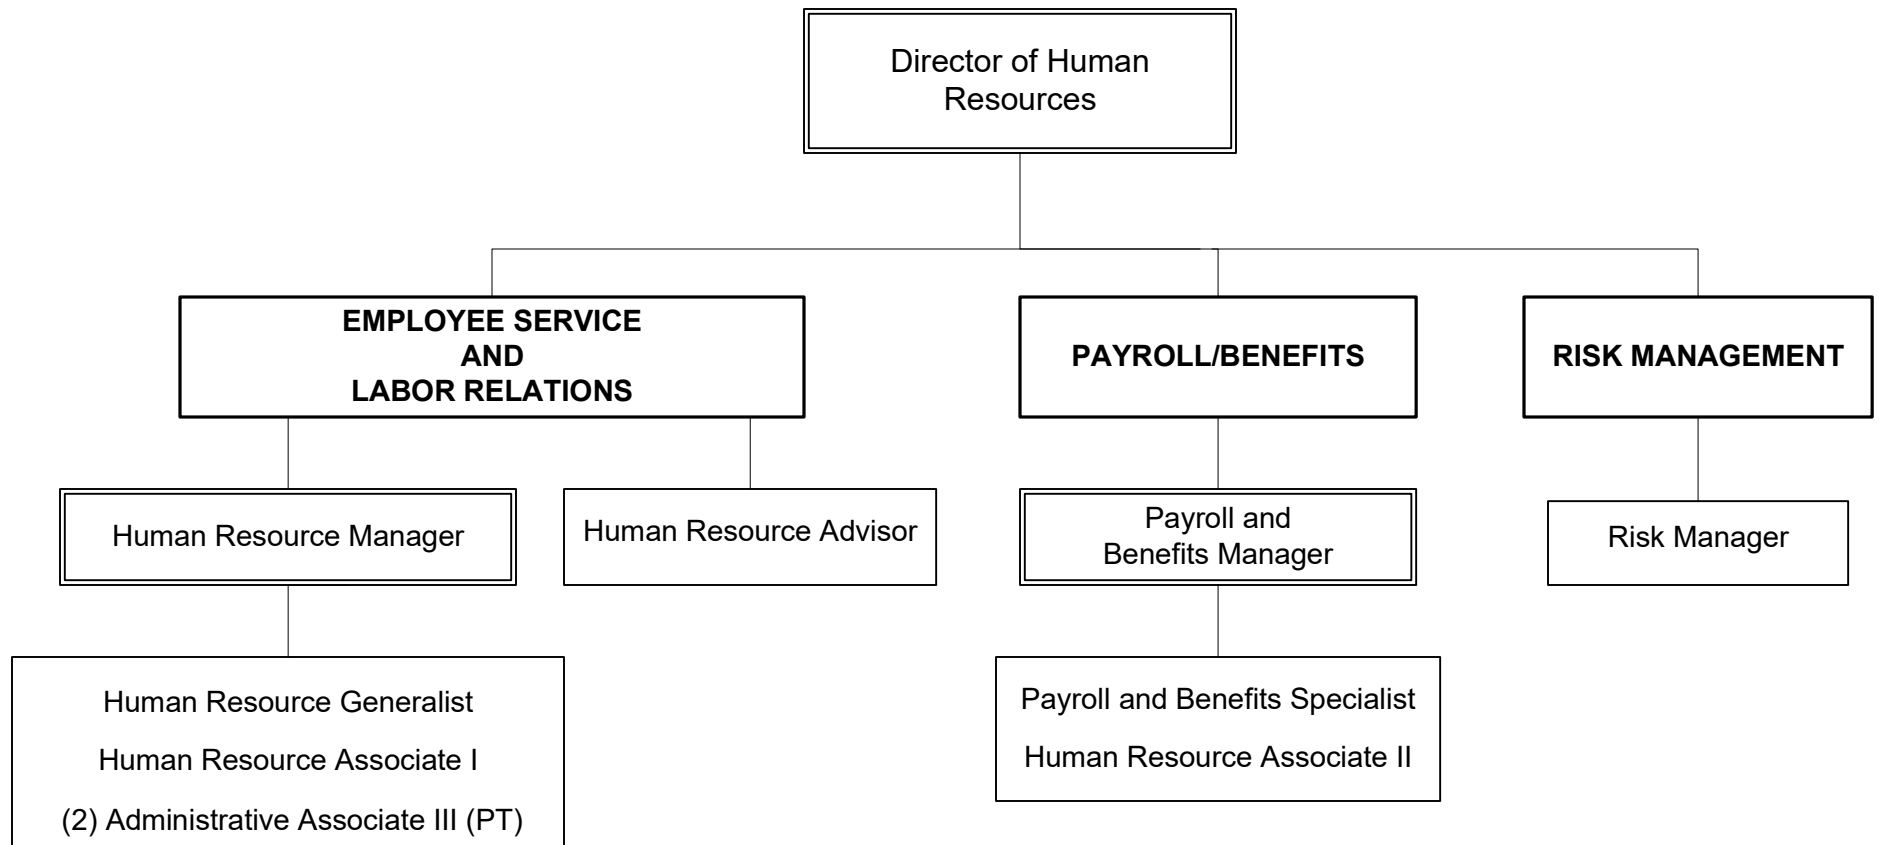 Director of Human
Resources
EMPLOYEE SERVICE
AND
LABOR RELATIONS
PAYROLL/BENEFITS
RISK MANAGEMENT
Human Resource Manager
Human Resource Advisor
Payroll and
Benefits Manager
Risk Manager
Human Resource Generalist
Human Resource Associate I
(2) Administrative Associate III (PT)
Payroll and Benefits Specialist
Human Resource Associate II